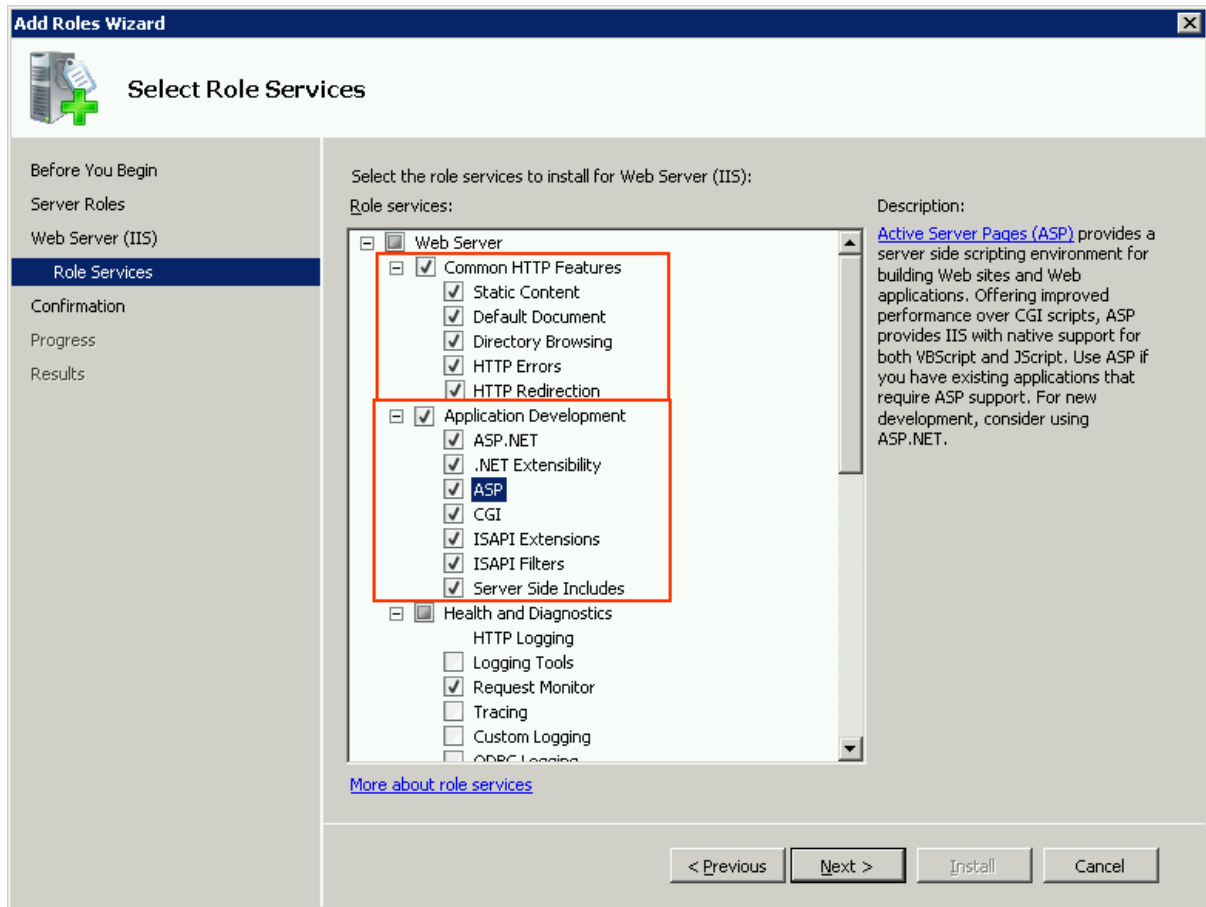 Add Roles Wizard
Select Role Services
Before You Begin
Server Roles
Web Server (IIS)
Role Services
Confirmation
Progress
Results
Select the role services to install for Web Server (IIS):
Role services:
Web Server
Common HTTP Features
Static Content
Default Document
Directory Browsing
HTTP Errors
HTTP Redirection
Application Development
ASP.NET
.NET Extensibility
ASP
CGI
ISAPI Extensions
ISAPI Filters
Server Side Includes
Health and Diagnostics
HTTP Logging
Logging Tools
Request Monitor
Tracing
Custom Logging
ODBC Logging
More about role services
Description:
Active Server Pages (ASP) provides a
server side scripting environment for
building Web sites and Web
applications. Offering improved
performance over CGI scripts, ASP
provides IIS with native support for
both VBScript and JScript. Use ASP if
you have existing applications that
require ASP support. For new
development, consider using
ASP.NET.
< Previous
Next >
Install
Cancel